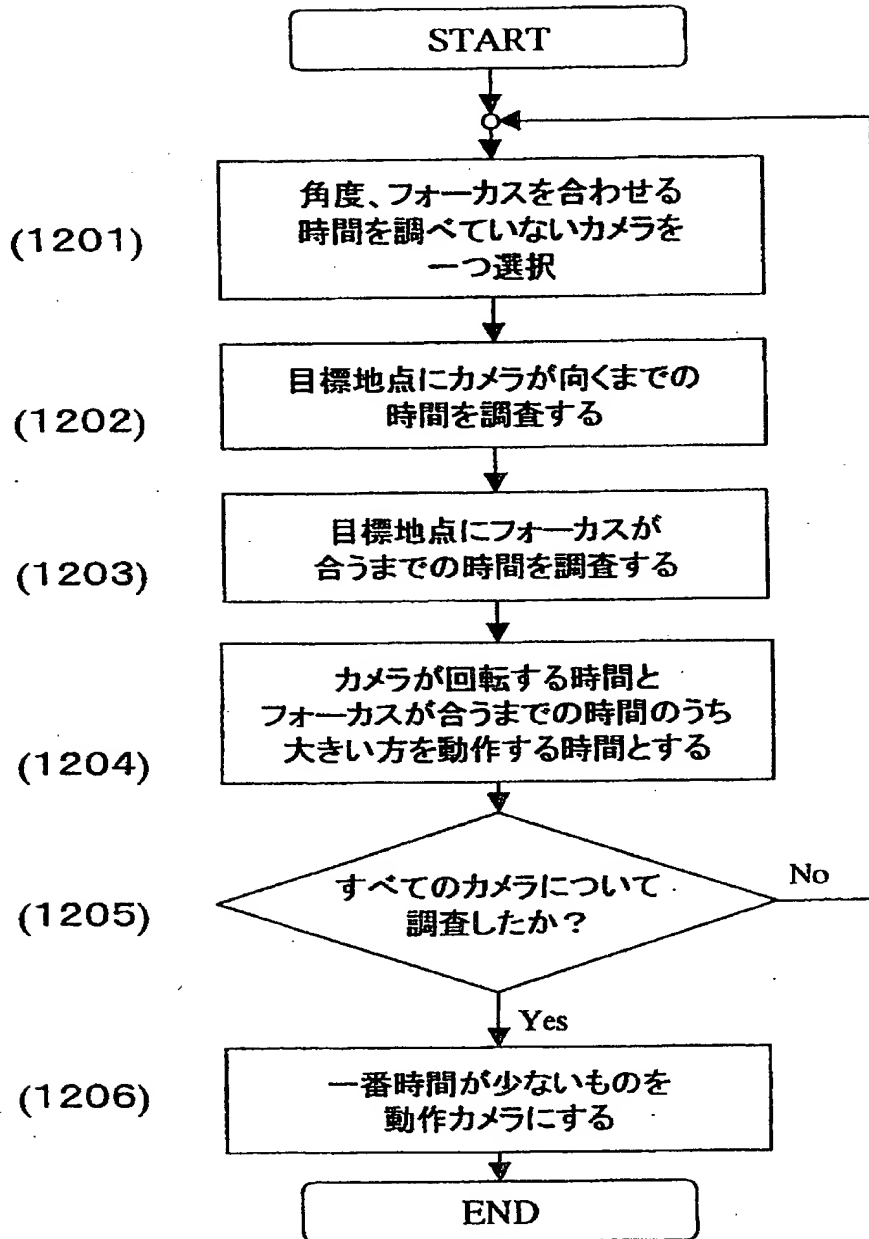 START
(1201)
角度、フォーカスを合わせる
時間を調べていないカメラを
一つ選択
(1202)
目標地点にカメラが向くまでの
時間を調査する
(1203)
目標地点にフォーカスが
合うまでの時間を調査する
(1204)
カメラが回転する時間と
フォーカスが合うまでの時間のうち
大きい方を動作する時間とする
(1205)
すべてのカメラについて
調査したか？
No
Yes
(1206)
一番時間が少ないものを
動作カメラにする
END